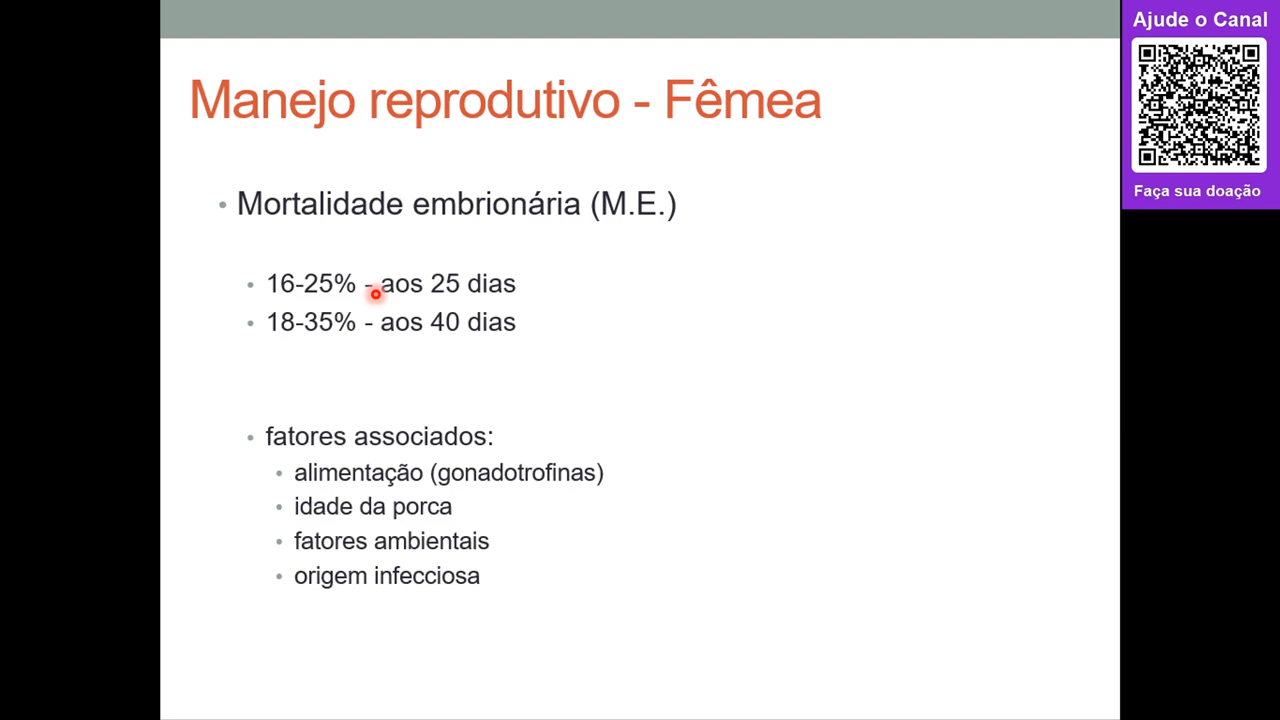 Manejo reprodutivo - Fêmea
• Mortalidade embrionária (M.E.)
• 16-25% - aos 25 dias
• 18-35% - aos 40 dias
• fatores associados:
• alimentação (gonadotrofinas)
• idade da porca
• fatores ambientais
• origem infecciosa
Ajude o Canal
Faça sua doação